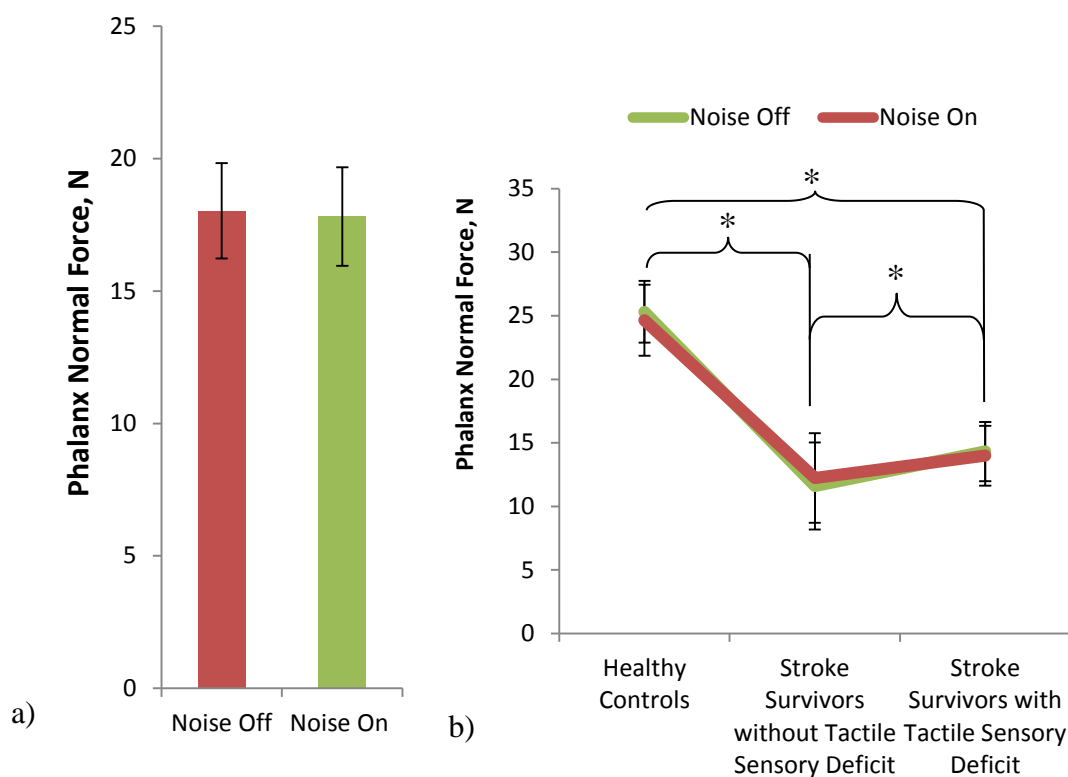 25
20
15
10
5
0
Phalanx Normal Force, N
Noise Off Noise On
a)
Noise Off Noise On
35
30
25
20
15
10
5
0
Phalanx Normal Force, N
*
*
*
Healthy
Controls
Stroke
Survivors
without Tactile
Sensory Deficit
Stroke
Survivors with
Tactile Sensory
Deficit
b)